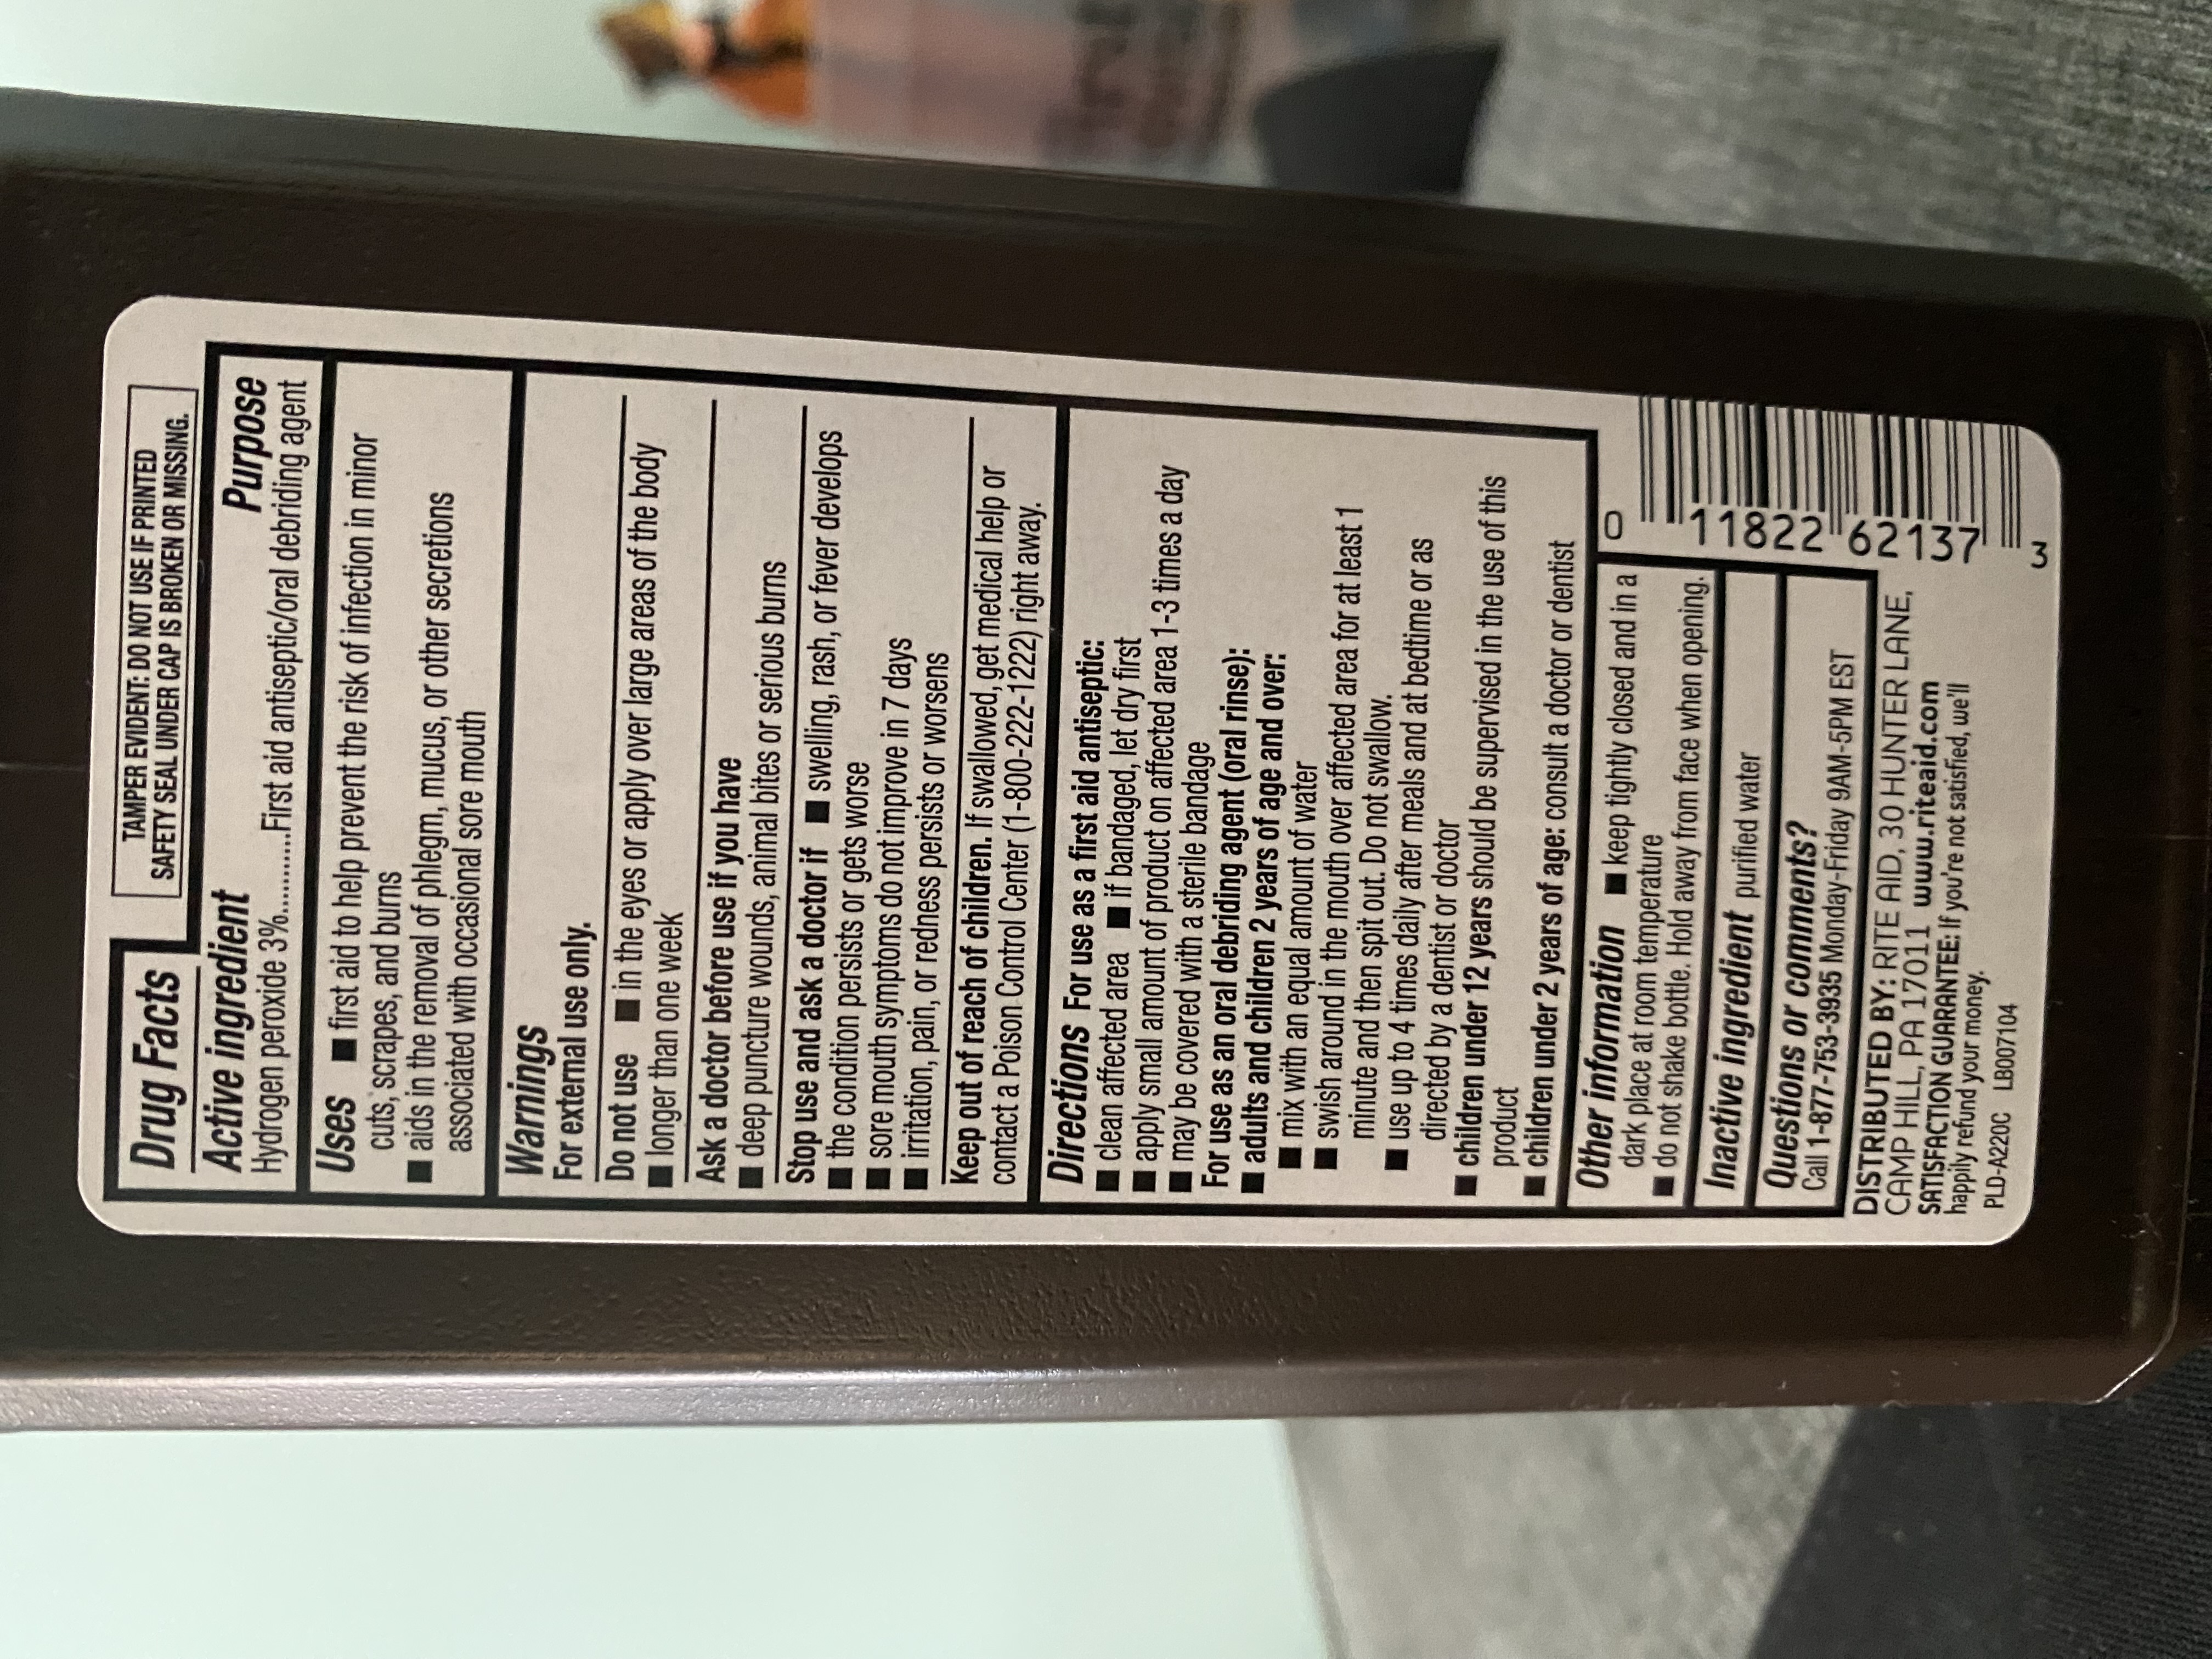 Drug Facts
TAMPER EVIDENT: DO NOT USE IF PRINTED
SAFETY SEAL UNDER CAP IS BROKEN OR MISSING.
Active ingredient Purpose
Hydrogen peroxide 3%...........First aid antiseptic/oral debriding agent
Uses ■ first aid to help prevent the risk of infection in minor
cuts, scrapes, and burns
■ aids in the removal of phlegm, mucus, or other secretions
associated with occasional sore mouth
Warnings
For external use only.
Do not use ■ in the eyes or apply over large areas of the body
■ longer than one week
Ask a doctor before use if you have
■ deep puncture wounds, animal bites or serious burns
Stop use and ask a doctor if ■ swelling, rash, or fever develops
■ the condition persists or gets worse
■ sore mouth symptoms do not improve in 7 days
■ irritation, pain, or redness persists or worsens
Keep out of reach of children. If swallowed, get medical help or
contact a Poison Control Center (1-800-222-1222) right away.
Directions For use as a first aid antiseptic:
■ clean affected area ■ if bandaged, let dry first
■ apply small amount of product on affected area 1-3 times a day
■ may be covered with a sterile bandage
For use as an oral debriding agent (oral rinse):
■ adults and children 2 years of age and over:
■ mix with an equal amount of water
■ swish around in the mouth over affected area for at least 1
minute and then spit out. Do not swallow.
■ use up to 4 times daily after meals and at bedtime or as
directed by a dentist or doctor
■ children under 12 years should be supervised in the use of this
product
■ children under 2 years of age: consult a doctor or dentist
Other information ■ keep tightly closed and in a
dark place at room temperature
■ do not shake bottle. Hold away from face when opening.
Inactive ingredient purified water
Questions or comments?
Call 1-877-753-3935 Monday-Friday 9AM-5PM EST
DISTRIBUTED BY: RITE AID, 30 HUNTER LANE,
CAMP HILL, PA 17011 www.riteaid.com
SATISFACTION GUARANTEE: If you're not satisfied, we'll
happily refund your money.
PLD-A220C LB007104
0 11822 62137 3